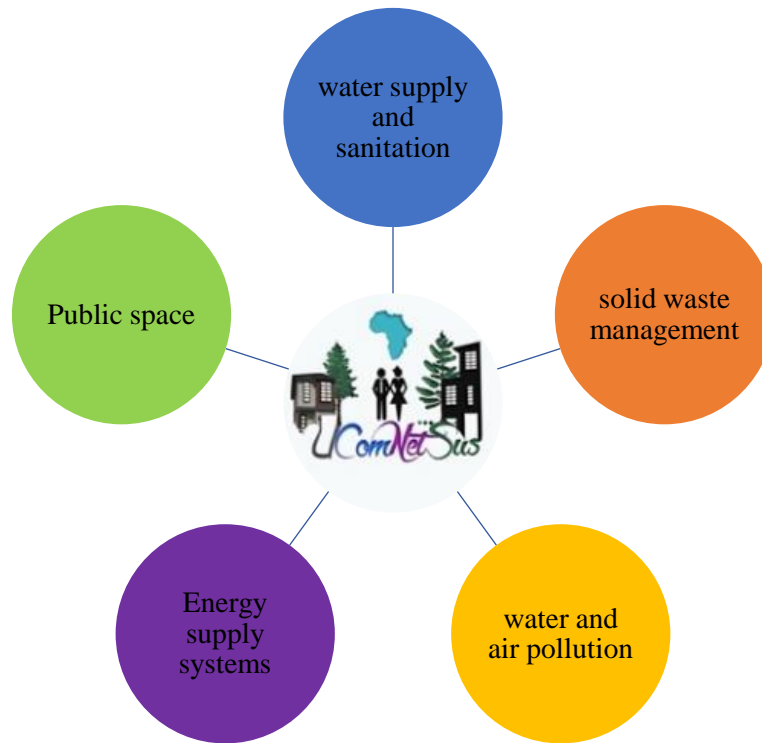 water supply
and
sanitation
Public space
solid waste
management
UComNetSus
Energy
supply
systems
water and
air pollution